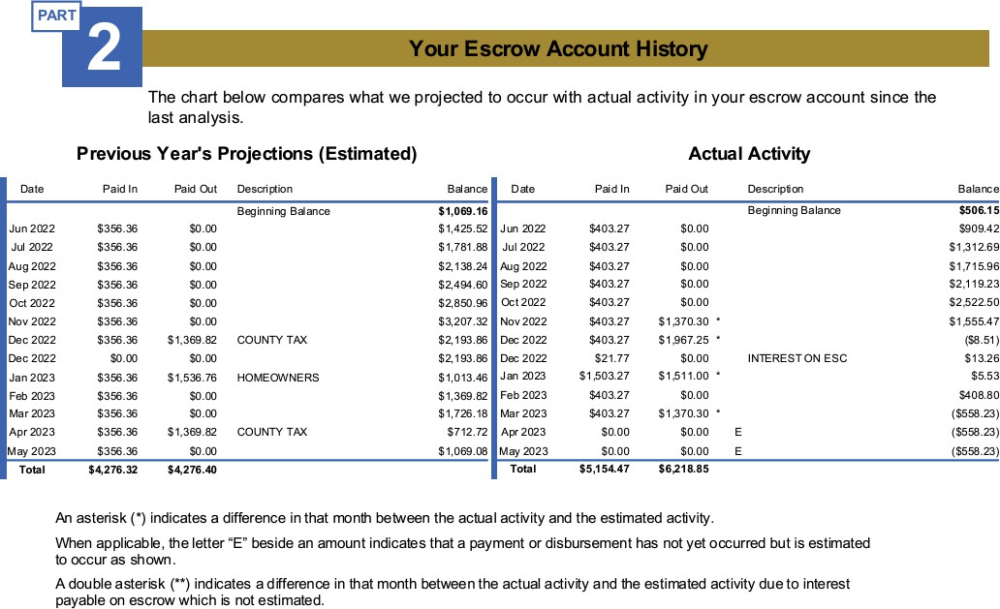 PART
2
Your Escrow Account History
The chart below compares what we projected to occur with actual activity in your escrow account since the
last analysis.
Previous Year's Projections (Estimated)
Date Paid In Paid Out Description Balance
Beginning Balance $1,069.16
Jun 2022 $356.36 $0.00 $1,425.52
Jul 2022 $356.36 $0.00 $1,781.88
Aug 2022 $356.36 $0.00 $2,138.24
Sep 2022 $356.36 $0.00 $2,494.60
Oct 2022 $356.36 $0.00 $2,850.96
Nov 2022 $356.36 $0.00 $3,207.32
Dec 2022 $356.36 $1,369.82 COUNTY TAX $2,193.86
Dec 2022 $0.00 $0.00 $2,193.86
Jan 2023 $356.36 $1,536.76 HOMEOWNERS $1,013.46
Feb 2023 $356.36 $0.00 $1,369.82
Mar 2023 $356.36 $0.00 $1,726.18
Apr 2023 $356.36 $1,369.82 COUNTY TAX $712.72
May 2023 $356.36 $0.00 $1,069.08
Total $4,276.32 $4,276.40
Actual Activity
Date Paid In Paid Out Description Balance
Beginning Balance $506.15
Jun 2022 $403.27 $0.00 $909.42
Jul 2022 $403.27 $0.00 $1,312.69
Aug 2022 $403.27 $0.00 $1,715.96
Sep 2022 $403.27 $0.00 $2,119.23
Oct 2022 $403.27 $0.00 $2,522.50
Nov 2022 $403.27 $1,370.30 * $1,555.47
Dec 2022 $403.27 $1,967.25 * ($8.51)
Dec 2022 $21.77 $0.00 INTEREST ON ESC $13.26
Jan 2023 $1,503.27 $1,511.00 * $5.53
Feb 2023 $403.27 $0.00 $408.80
Mar 2023 $403.27 $1,370.30 * ($558.23)
Apr 2023 $0.00 $0.00 E ($558.23)
May 2023 $0.00 $0.00 E ($558.23)
Total $5,154.47 $6,218.85
An asterisk (*) indicates a difference in that month between the actual activity and the estimated activity.
When applicable, the letter “E” beside an amount indicates that a payment or disbursement has not yet occurred but is estimated
to occur as shown.
A double asterisk (**) indicates a difference in that month between the actual activity and the estimated activity due to interest
payable on escrow which is not estimated.